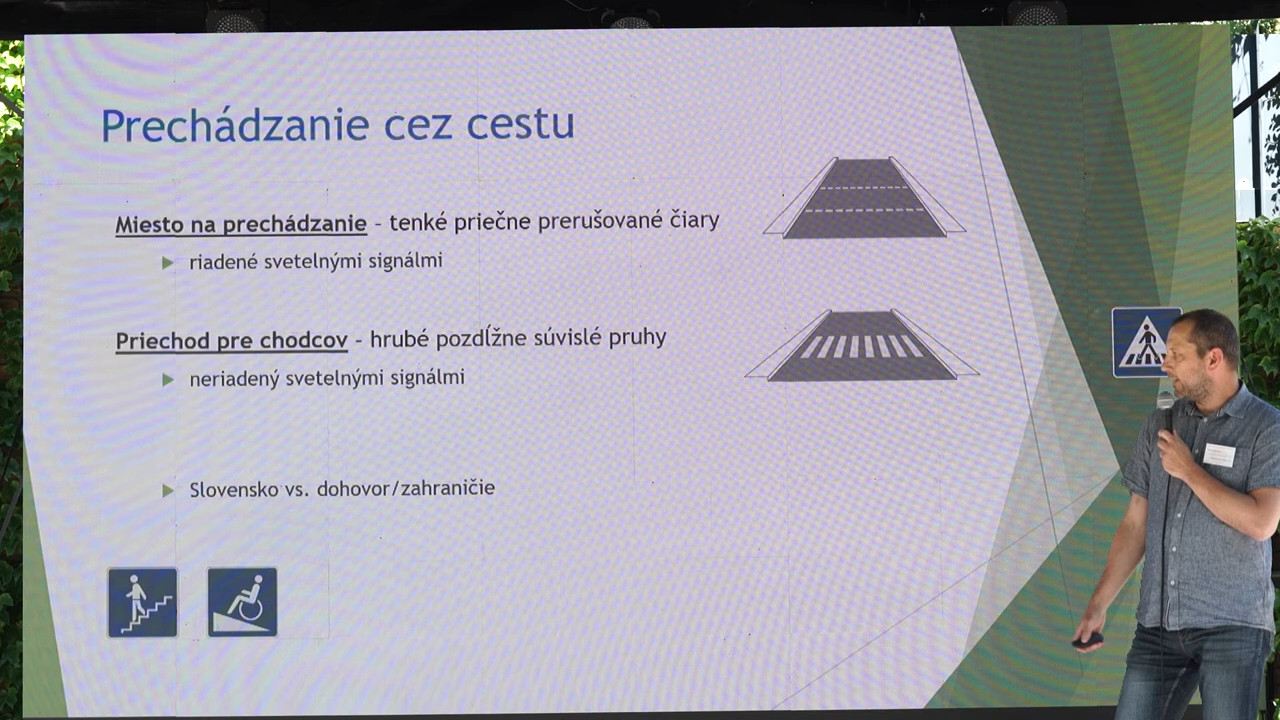 Prechádzanie cez cestu
Miesto na prechádzanie – tenké priečne prerušované čiary
riadené svetelnými signálmi
Priechod pre chodcov – hrubé pozdĺžne súvislé pruhy
neriadený svetelnými signálmi
Slovensko vs. dohovor/zahraničie